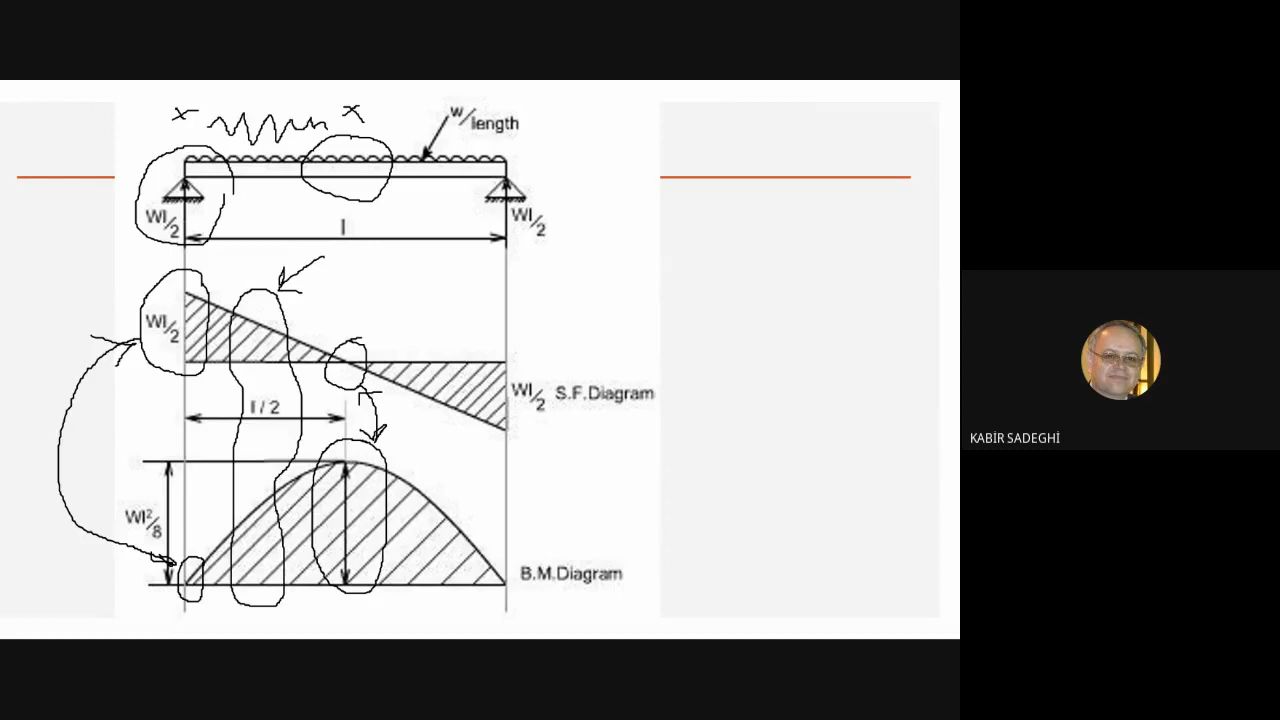 w/length
Wl/2
Wl/2
l
Wl/2
Wl/2 S.F.Diagram
l/2
Wl²/8
B.M.Diagram
KABİR SADEGHİ